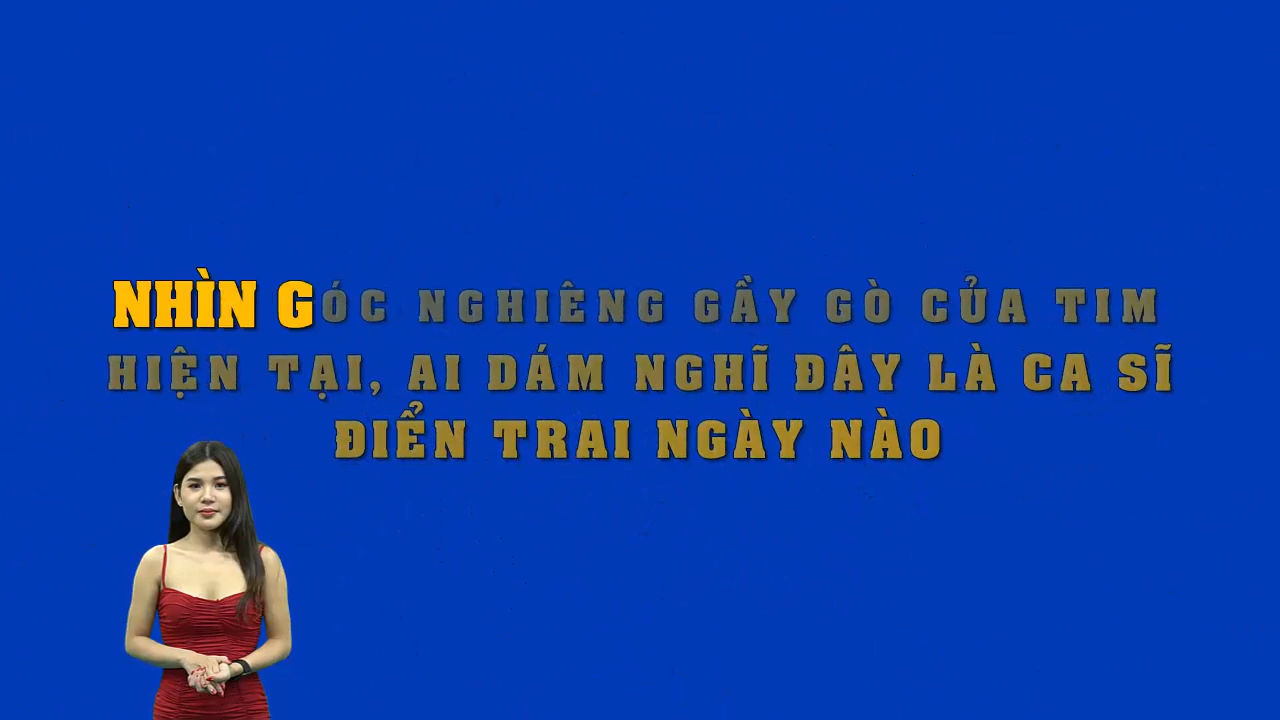 NHÌN GÓC NGHIÊNG GẦY GÒ CỦA TIM
HIỆN TẠI, AI DÁM NGHĨ ĐÂY LÀ CA SĨ
ĐIỂN TRAI NGÀY NÀO